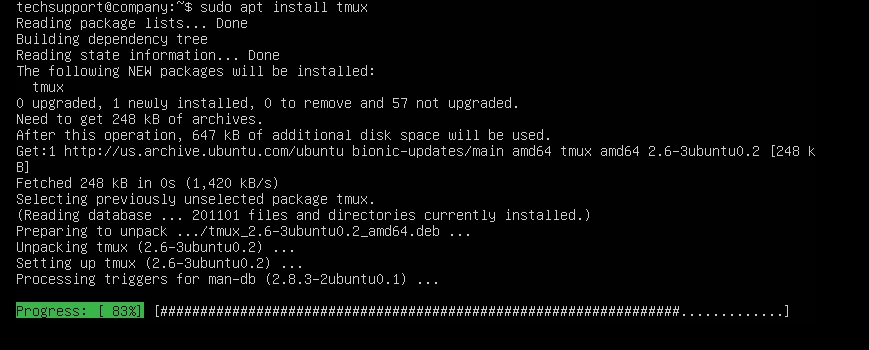 techsupport@company:~$ sudo apt install tmux
Reading package lists... Done
Building dependency tree
Reading state information... Done
The following NEW packages will be installed:
  tmux
0 upgraded, 1 newly installed, 0 to remove and 57 not upgraded.
Need to get 248 kB of archives.
After this operation, 647 kB of additional disk space will be used.
Get:1 http://us.archive.ubuntu.com/ubuntu bionic-updates/main amd64 tmux amd64 2.6-3ubuntu0.2 [248 k
B]
Fetched 248 kB in 0s (1,420 kB/s)
Selecting previously unselected package tmux.
(Reading database ... 201101 files and directories currently installed.)
Preparing to unpack .../tmux_2.6-3ubuntu0.2_amd64.deb ...
Unpacking tmux (2.6-3ubuntu0.2) ...
Setting up tmux (2.6-3ubuntu0.2) ...
Processing triggers for man-db (2.8.3-2ubuntu0.1) ...
Progress: [ 83%] [#################################################################.............]